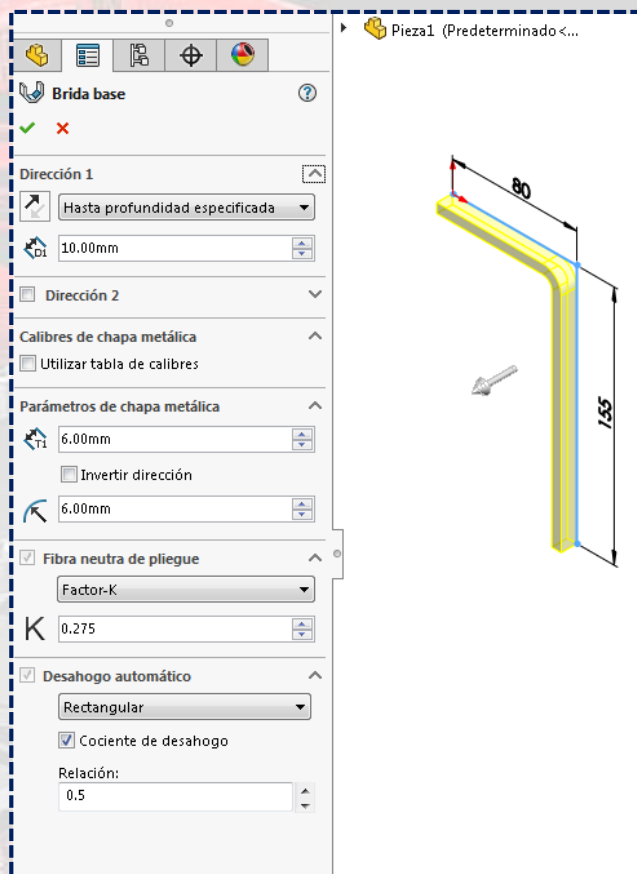 Pieza1 (Predeterminado<...
Brida base
Dirección 1
Hasta profundidad especificada
D1 10.00mm
Dirección 2
Calibres de chapa metálica
Utilizar tabla de calibres
Parámetros de chapa metálica
T1 6.00mm
Invertir dirección
6.00mm
Fibra neutra de pliegue
Factor-K
K 0.275
Desahogo automático
Rectangular
Cociente de desahogo
Relación:
0.5
80
155